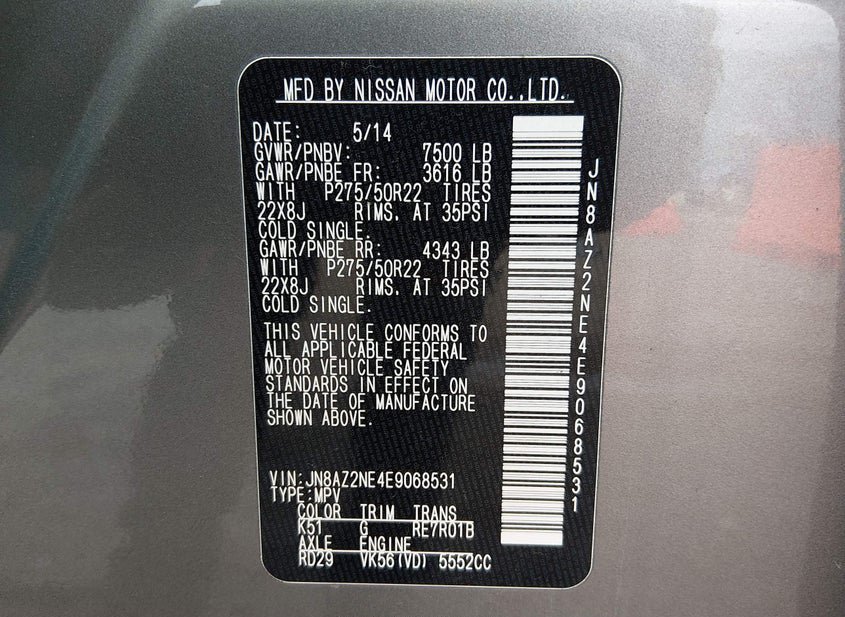 MFD BY NISSAN MOTOR CO.,LTD.
DATE: 5/14
GVWR/PNBV: 7500 LB
GAWR/PNBE FR: 3616 LB
WITH P275/50R22 TIRES
22X8J RIMS. AT 35PSI
COLD SINGLE.
GAWR/PNBE RR: 4343 LB
WITH P275/50R22 TIRES
22X8J RIMS. AT 35PSI
COLD SINGLE.
THIS VEHICLE CONFORMS TO
ALL APPLICABLE FEDERAL
MOTOR VEHICLE SAFETY
STANDARDS IN EFFECT ON
THE DATE OF MANUFACTURE
SHOWN ABOVE.
VIN:JN8AZ2NE4E9068531
TYPE:MPV
COLOR TRIM TRANS
K51 G RE7R01B
AXLE ENGINE
RD29 VK56(VD) 5552CC
JN8AZ2NE4E9068531